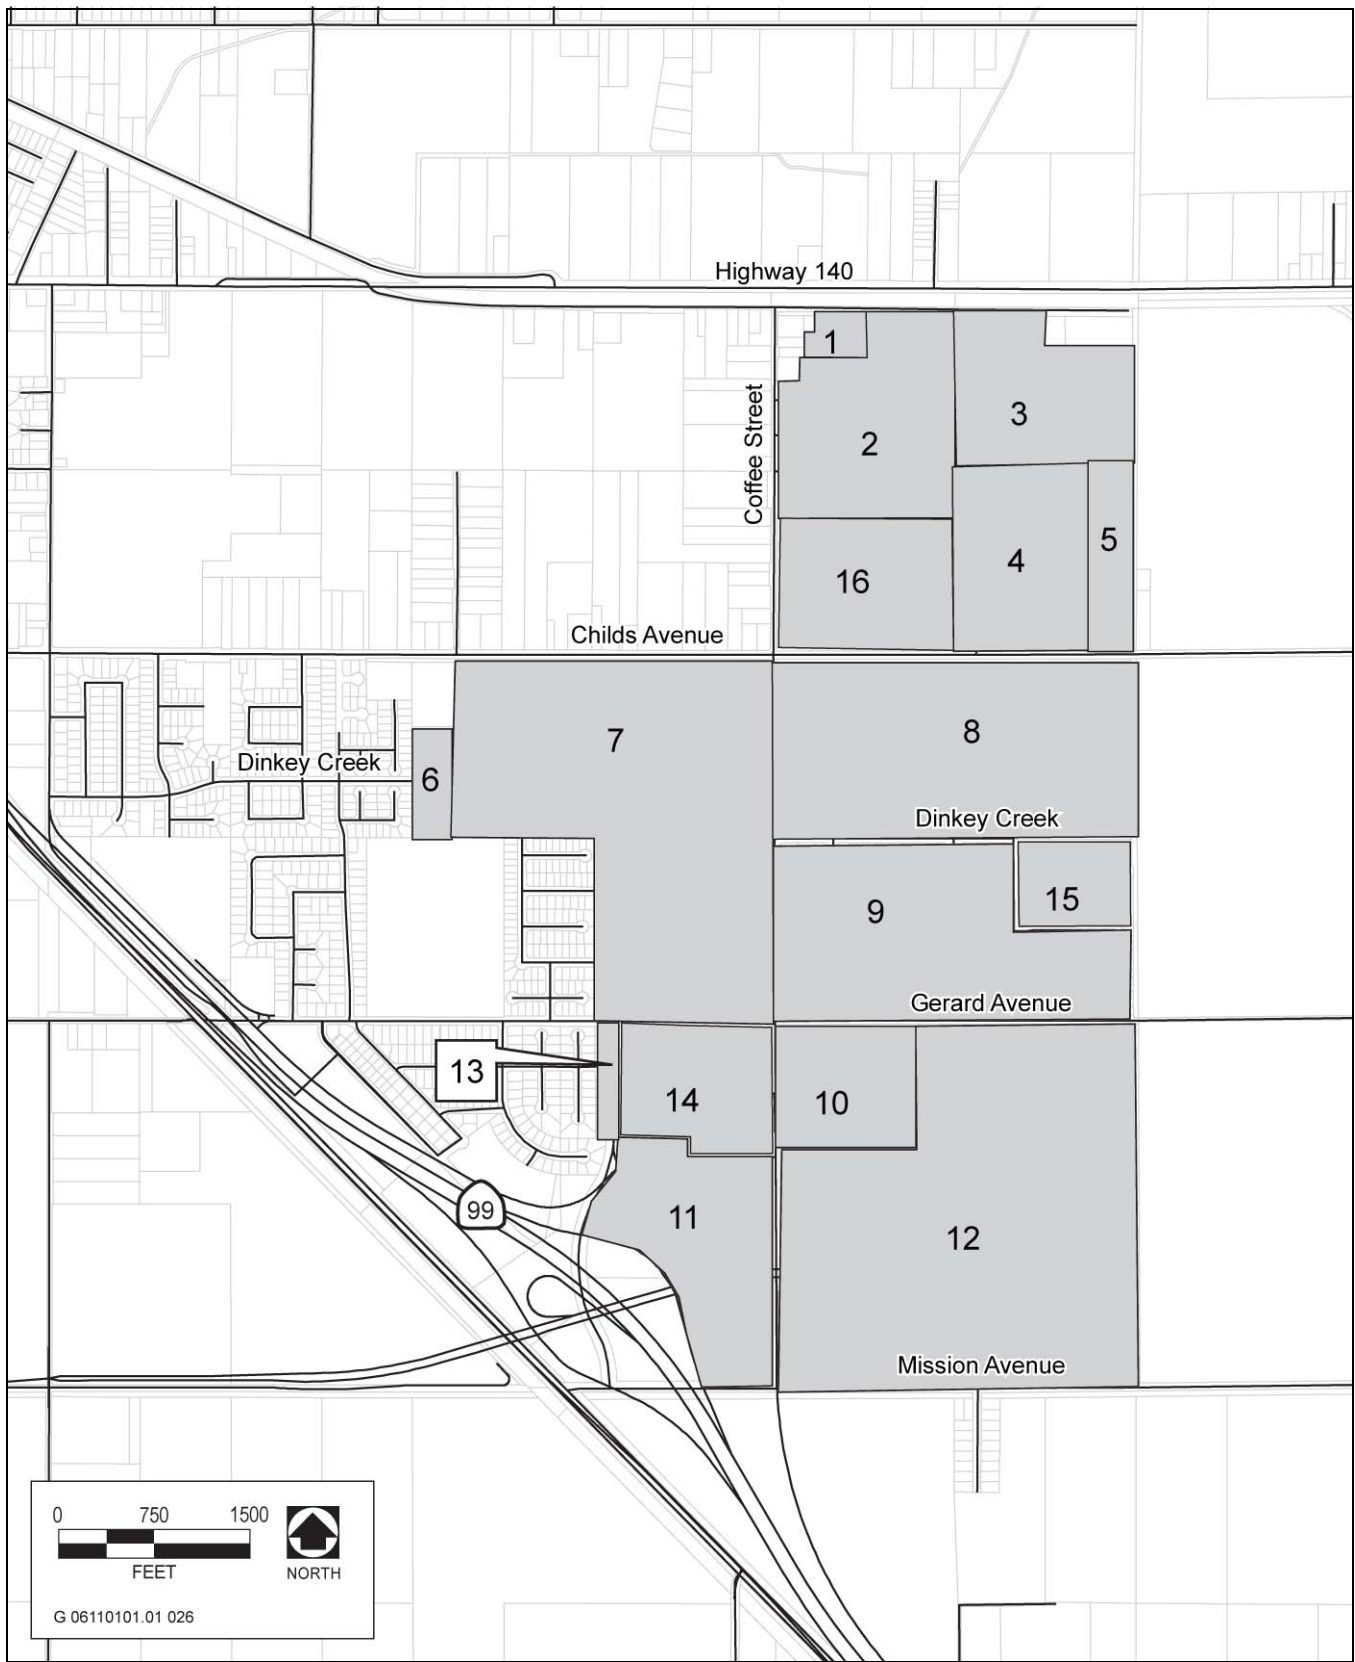 Highway 140
1
Coffee Street
3
2
5
4
16
Childs Avenue
7
8
Dinkey Creek
6
Dinkey Creek
15
9
Gerard Avenue
13
14
10
99
11
12
Mission Avenue
0 750 1500
FEET
NORTH
G 06110101.01 026